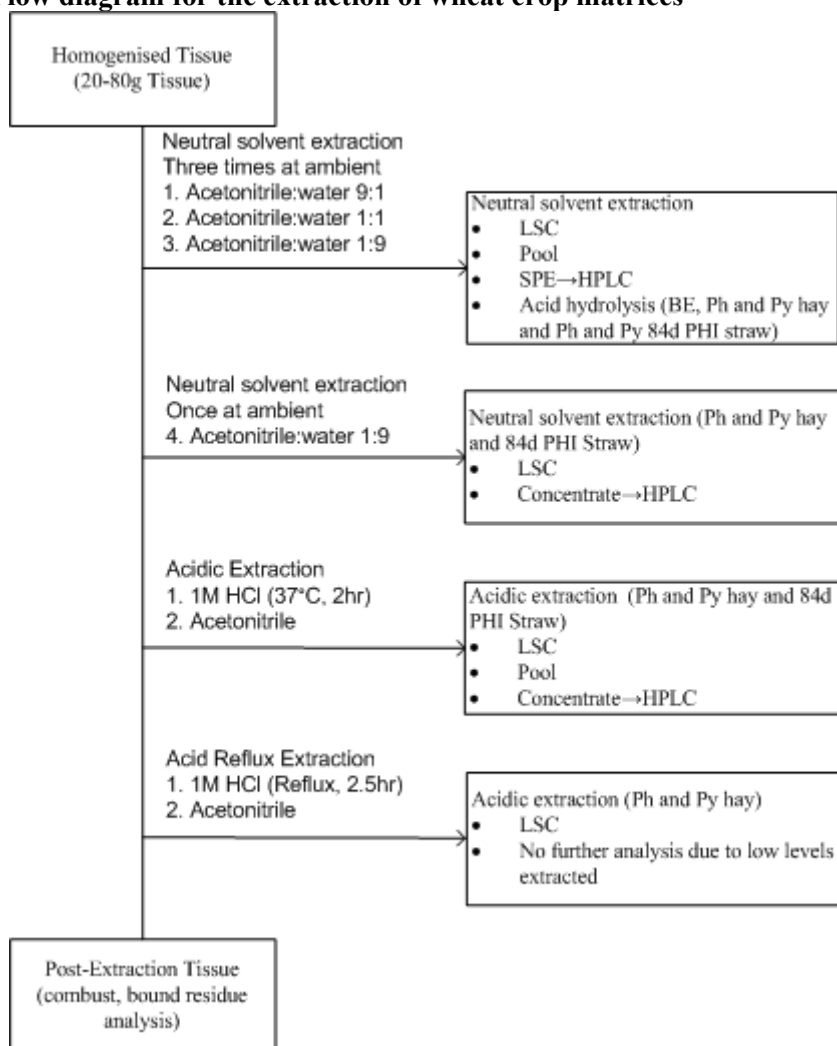 low diagram for the extraction of wheat crop matrices
Homogenised Tissue
(20-80g Tissue)
Neutral solvent extraction
Three times at ambient
1. Acetonitrile:water 9:1
2. Acetonitrile:water 1:1
3. Acetonitrile:water 1:9
Neutral solvent extraction
• LSC
• Pool
• SPE→HPLC
• Acid hydrolysis (BE, Ph and Py hay
and Ph and Py 84d PHI straw)
Neutral solvent extraction
Once at ambient
4. Acetonitrile:water 1:9
Neutral solvent extraction (Ph and Py hay
and 84d PHI Straw)
• LSC
• Concentrate→HPLC
Acidic Extraction
1. 1M HCl (37°C, 2hr)
2. Acetonitrile
Acidic extraction (Ph and Py hay and 84d
PHI Straw)
• LSC
• Pool
• Concentrate→HPLC
Acid Reflux Extraction
1. 1M HCl (Reflux, 2.5hr)
2. Acetonitrile
Acidic extraction (Ph and Py hay)
• LSC
• No further analysis due to low levels
extracted
Post-Extraction Tissue
(combust, bound residue
analysis)